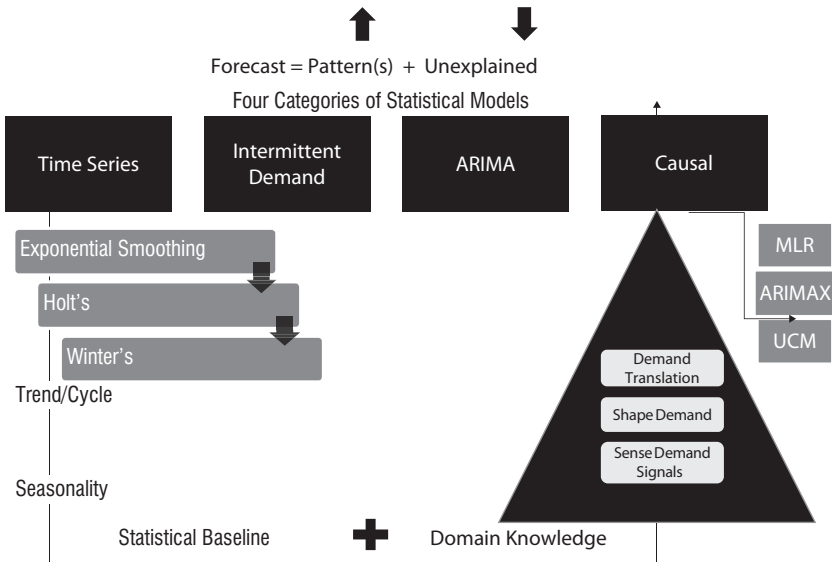 Forecast = Pattern(s) + Unexplained
Four Categories of Statistical Models
Time Series
Intermittent
Demand
ARIMA
Causal
Exponential Smoothing
Holt's
Winter's
Trend/Cycle
Seasonality
MLR
ARIMAX
UCM
Demand
Translation
Shape Demand
Sense Demand
Signals
Statistical Baseline
Domain Knowledge